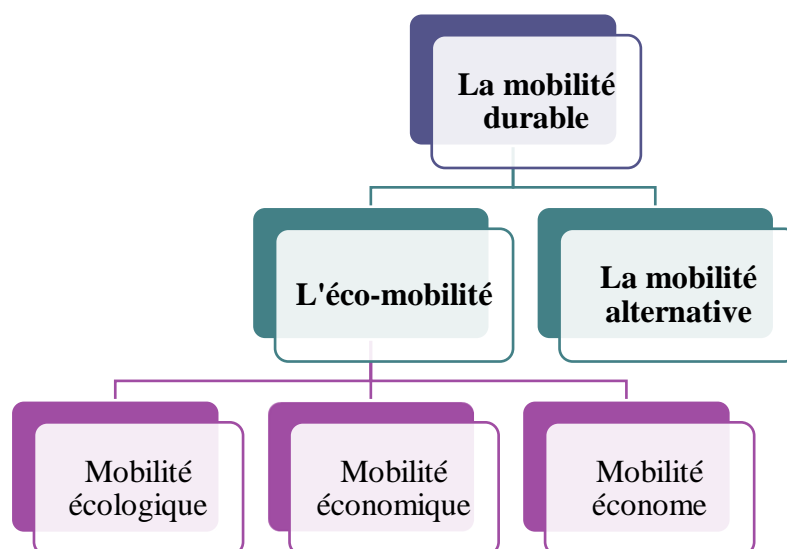 La mobilité
durable
L'éco-mobilité
La mobilité
alternative
Mobilité
écologique
Mobilité
économique
Mobilité
économe